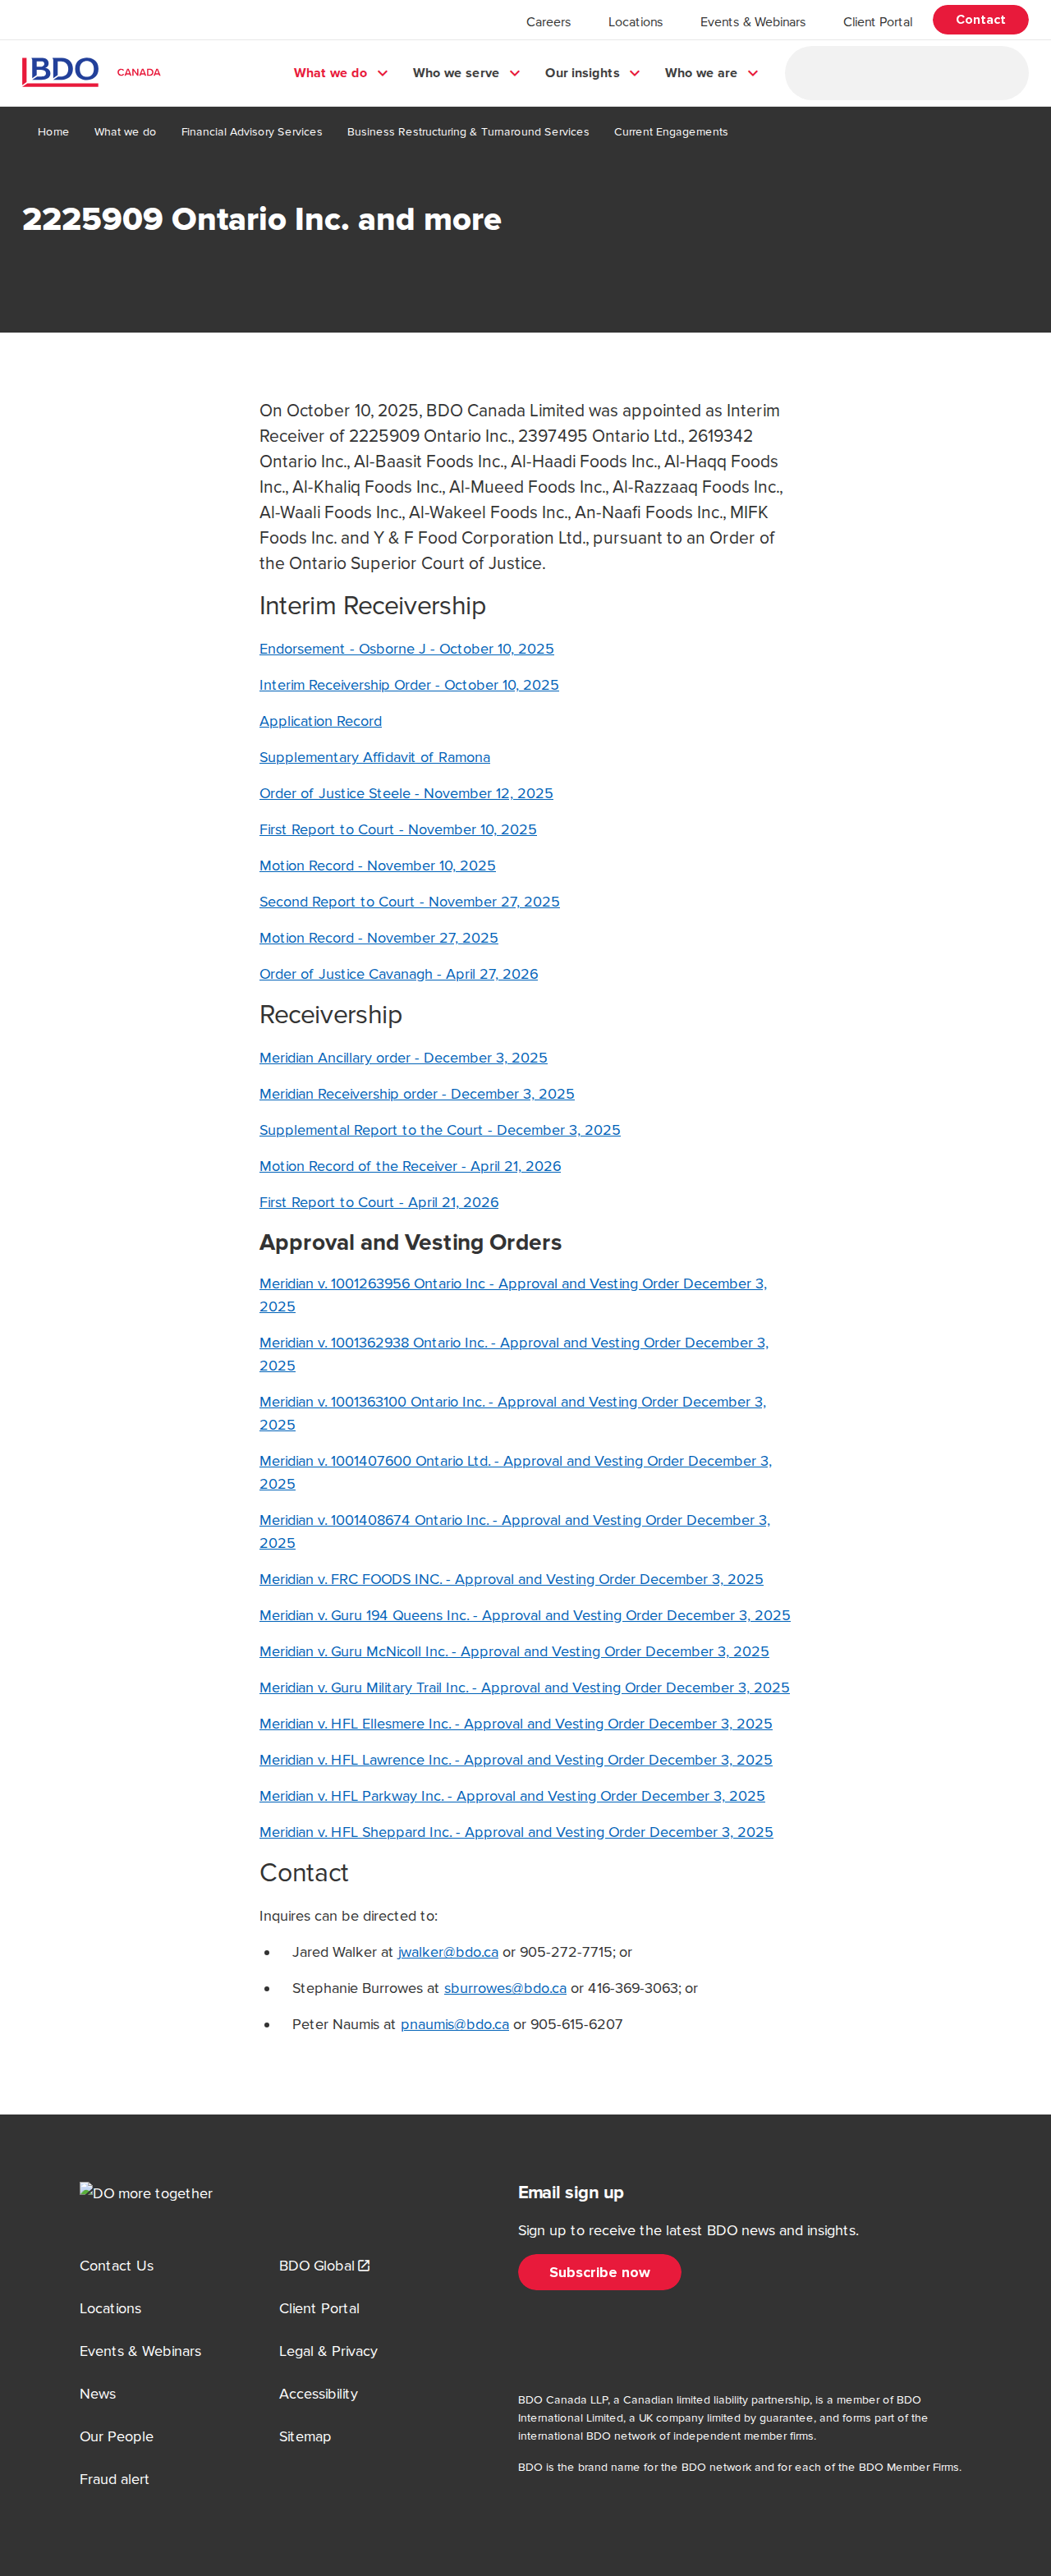 Careers Locations Events & Webinars Client Portal Contact
BDO CANADA What we do Who we serve Our insights Who we are
Home What we do Financial Advisory Services Business Restructuring & Turnaround Services Current Engagements
2225909 Ontario Inc. and more
On October 10, 2025, BDO Canada Limited was appointed as Interim
Receiver of 2225909 Ontario Inc., 2397495 Ontario Ltd., 2619342
Ontario Inc., Al-Baasit Foods Inc., Al-Haadi Foods Inc., Al-Haqq Foods
Inc., Al-Khaliq Foods Inc., Al-Mueed Foods Inc., Al-Razzaaq Foods Inc.,
Al-Waali Foods Inc., Al-Wakeel Foods Inc., An-Naafi Foods Inc., MIFK
Foods Inc. and Y & F Food Corporation Ltd., pursuant to an Order of
the Ontario Superior Court of Justice.
Interim Receivership
Endorsement - Osborne J - October 10, 2025
Interim Receivership Order - October 10, 2025
Application Record
Supplementary Affidavit of Ramona
Order of Justice Steele - November 12, 2025
First Report to Court - November 10, 2025
Motion Record - November 10, 2025
Second Report to Court - November 27, 2025
Motion Record - November 27, 2025
Order of Justice Cavanagh - April 27, 2026
Receivership
Meridian Ancillary order - December 3, 2025
Meridian Receivership order - December 3, 2025
Supplemental Report to the Court - December 3, 2025
Motion Record of the Receiver - April 21, 2026
First Report to Court - April 21, 2026
Approval and Vesting Orders
Meridian v. 1001263956 Ontario Inc - Approval and Vesting Order December 3,
2025
Meridian v. 1001362938 Ontario Inc. - Approval and Vesting Order December 3,
2025
Meridian v. 1001363100 Ontario Inc. - Approval and Vesting Order December 3,
2025
Meridian v. 1001407600 Ontario Ltd. - Approval and Vesting Order December 3,
2025
Meridian v. 1001408674 Ontario Inc. - Approval and Vesting Order December 3,
2025
Meridian v. FRC FOODS INC. - Approval and Vesting Order December 3, 2025
Meridian v. Guru 194 Queens Inc. - Approval and Vesting Order December 3, 2025
Meridian v. Guru McNicoll Inc. - Approval and Vesting Order December 3, 2025
Meridian v. Guru Military Trail Inc. - Approval and Vesting Order December 3, 2025
Meridian v. HFL Ellesmere Inc. - Approval and Vesting Order December 3, 2025
Meridian v. HFL Lawrence Inc. - Approval and Vesting Order December 3, 2025
Meridian v. HFL Parkway Inc. - Approval and Vesting Order December 3, 2025
Meridian v. HFL Sheppard Inc. - Approval and Vesting Order December 3, 2025
Contact
Inquires can be directed to:
• Jared Walker at jwalker@bdo.ca or 905-272-7715; or
• Stephanie Burrowes at sburrowes@bdo.ca or 416-369-3063; or
• Peter Naumis at pnaumis@bdo.ca or 905-615-6207
DO more together
Contact Us
Locations
Events & Webinars
News
Our People
Fraud alert
BDO Global
Client Portal
Legal & Privacy
Accessibility
Sitemap
Email sign up
Sign up to receive the latest BDO news and insights.
Subscribe now
BDO Canada LLP, a Canadian limited liability partnership, is a member of BDO
International Limited, a UK company limited by guarantee, and forms part of the
international BDO network of independent member firms.
BDO is the brand name for the BDO network and for each of the BDO Member Firms.